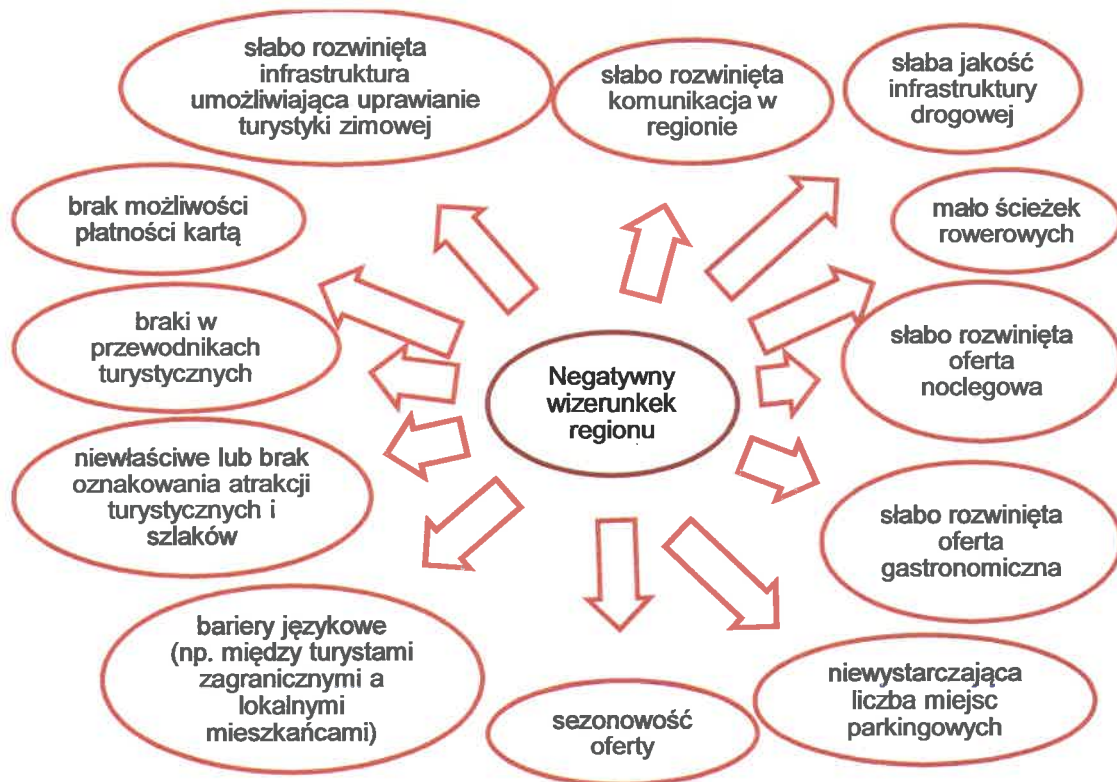 słabo rozwinięta
infrastruktura
umożliwiająca uprawianie
turystyki zimowej
słabo rozwinięta
komunikacja w
regionie
słaba jakość
infrastruktury
drogowej
brak możliwości
płatności kartą
mało ścieżek
rowerowych
braki w
przewodnikach
turystycznych
Negatywny
wizerunkek
regionu
słabo rozwinięta
oferta
noclegowa
niewłaściwe lub brak
oznakowania atrakcji
turystycznych i
szlaków
słabo rozwinięta
oferta
gastronomiczna
bariery językowe
(np. między turystami
zagranicznymi a
lokalnymi
mieszkańcami)
sezonowość
oferty
niewystarczająca
liczba miejsc
parkingowych